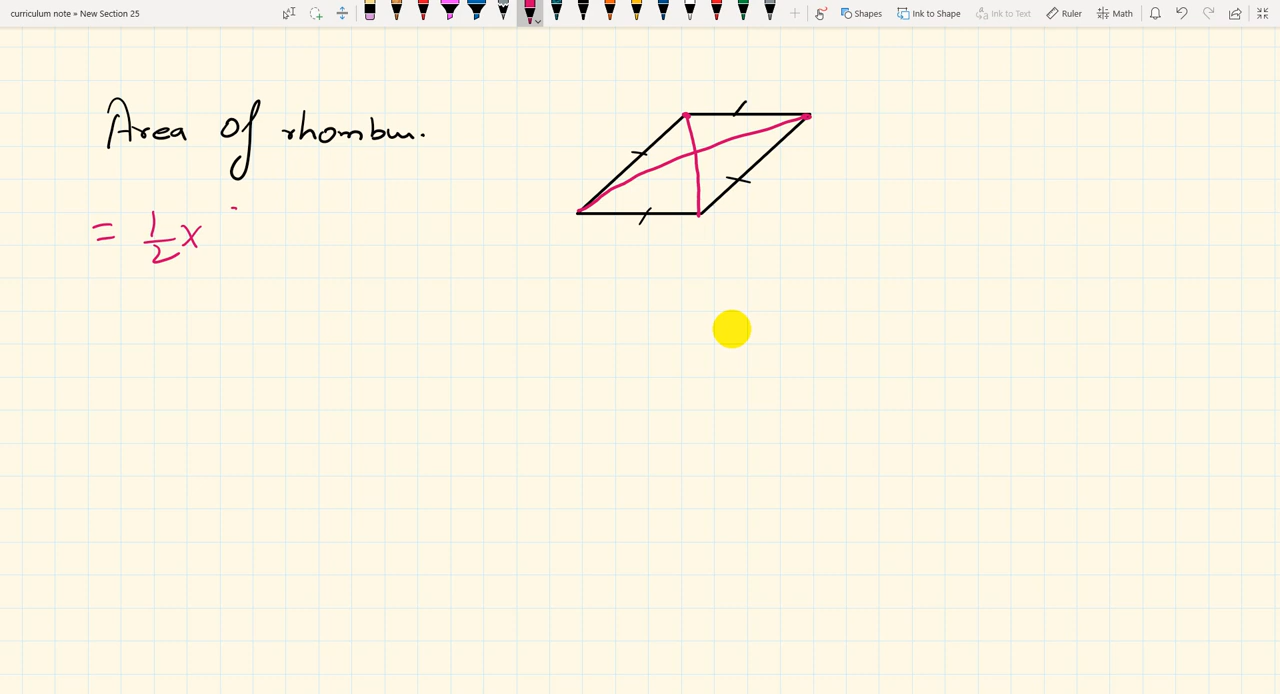 curriculum note » New Section 25
Shapes
Ink to Shape
Ink to Text
Ruler
Math
Area of rhombus.
= 1/2 x